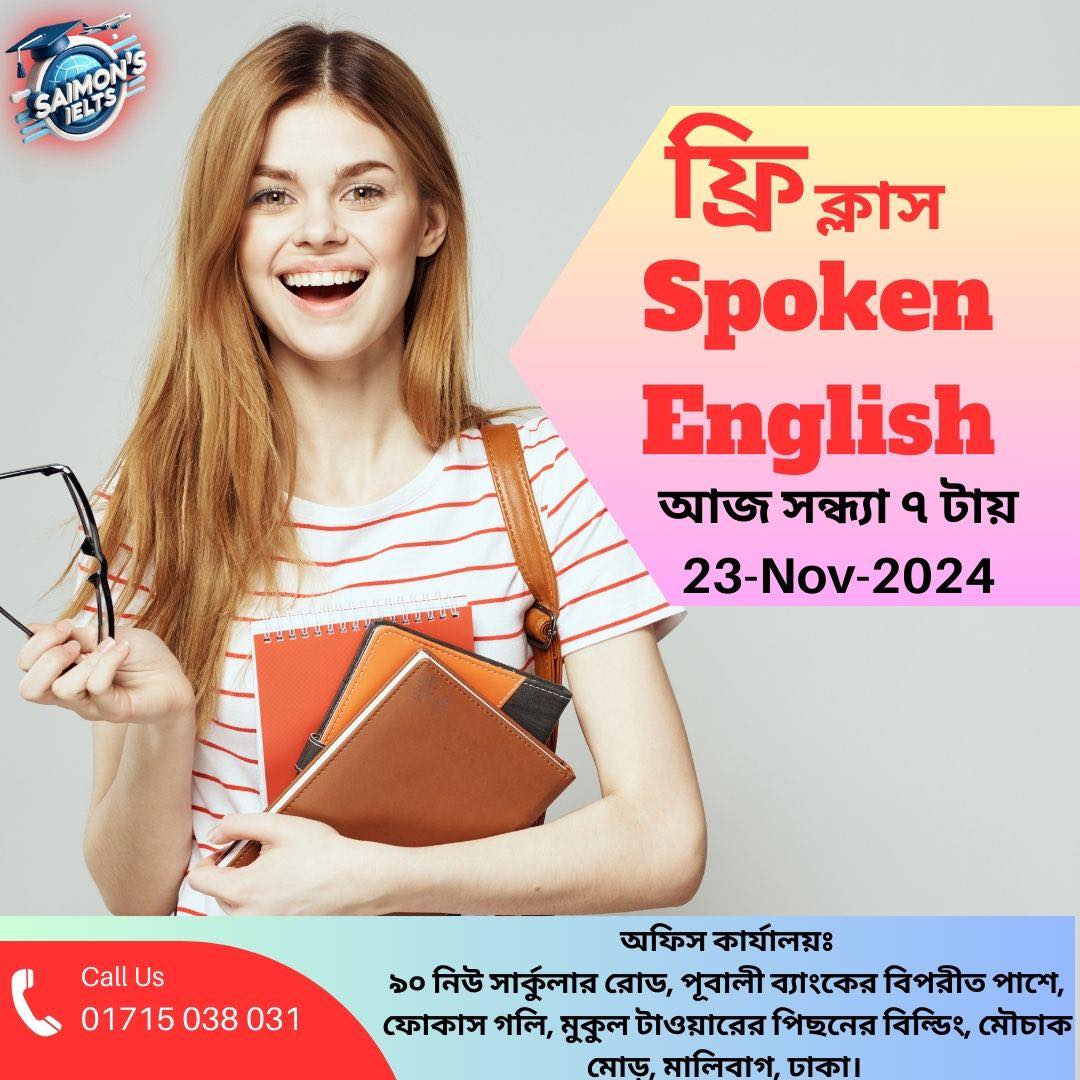 SAIMON'S
IELTS
ফ্রি ক্লাস
Spoken
English
আজ সন্ধ্যা ৭ টায়
23-Nov-2024
Call Us
01715 038 031
অফিস কার্যালয়ঃ
৯০ নিউ সার্কুলার রোড, পূবালী ব্যাংকের বিপরীত পাশে,
ফোকাস গলি, মুকুল টাওয়ারের পিছনের বিল্ডিং, মৌচাক
মোড়, মালিবাগ, ঢাকা।